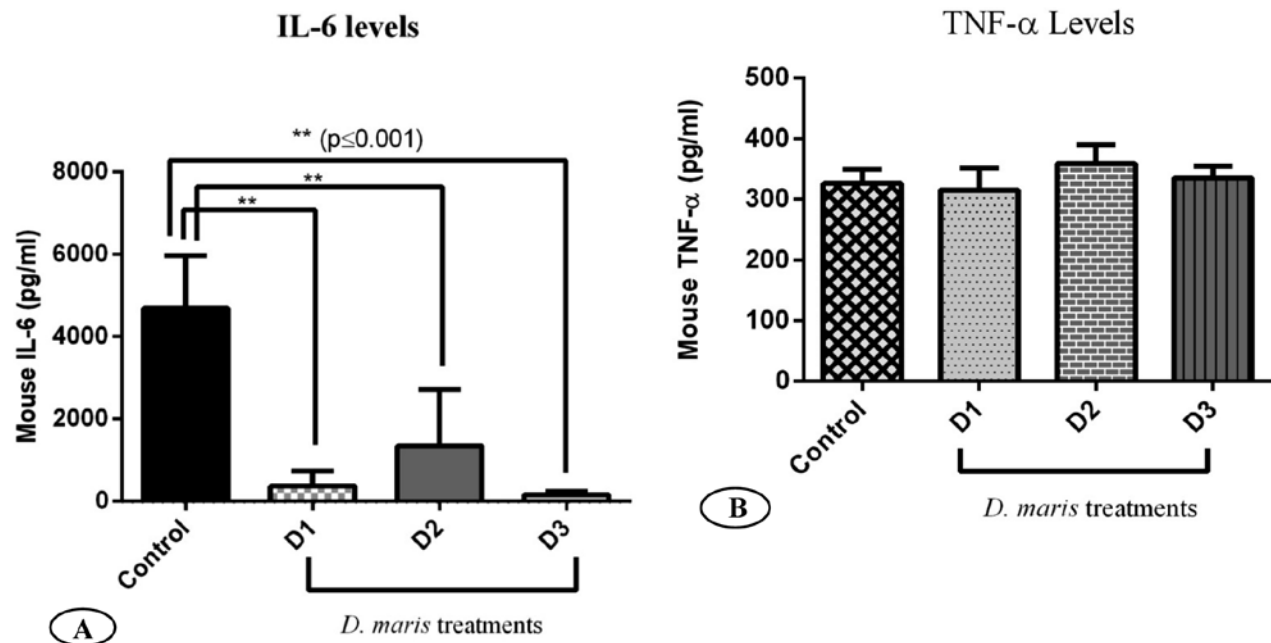 IL-6 levels
** (p≤0.001)
**
**
Mouse IL-6 (pg/ml)
8000
6000
4000
2000
0
Control
D1
D2
D3
D. maris treatments
A
TNF-α Levels
Mouse TNF-α (pg/ml)
500
400
300
200
100
0
Control
D1
D2
D3
D. maris treatments
B